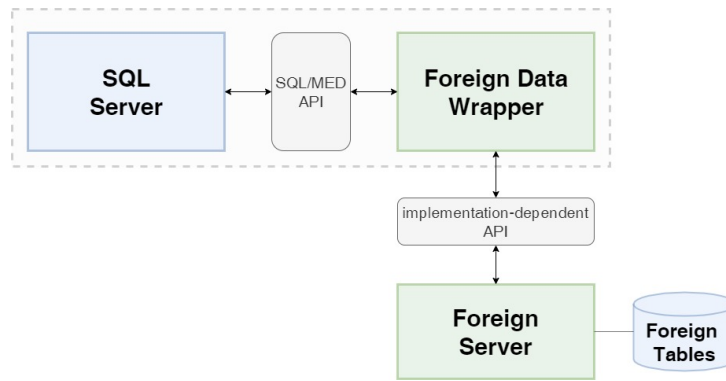 SQL
Server
SQL/MED
API
Foreign Data
Wrapper
implementation-dependent
API
Foreign
Server
Foreign
Tables